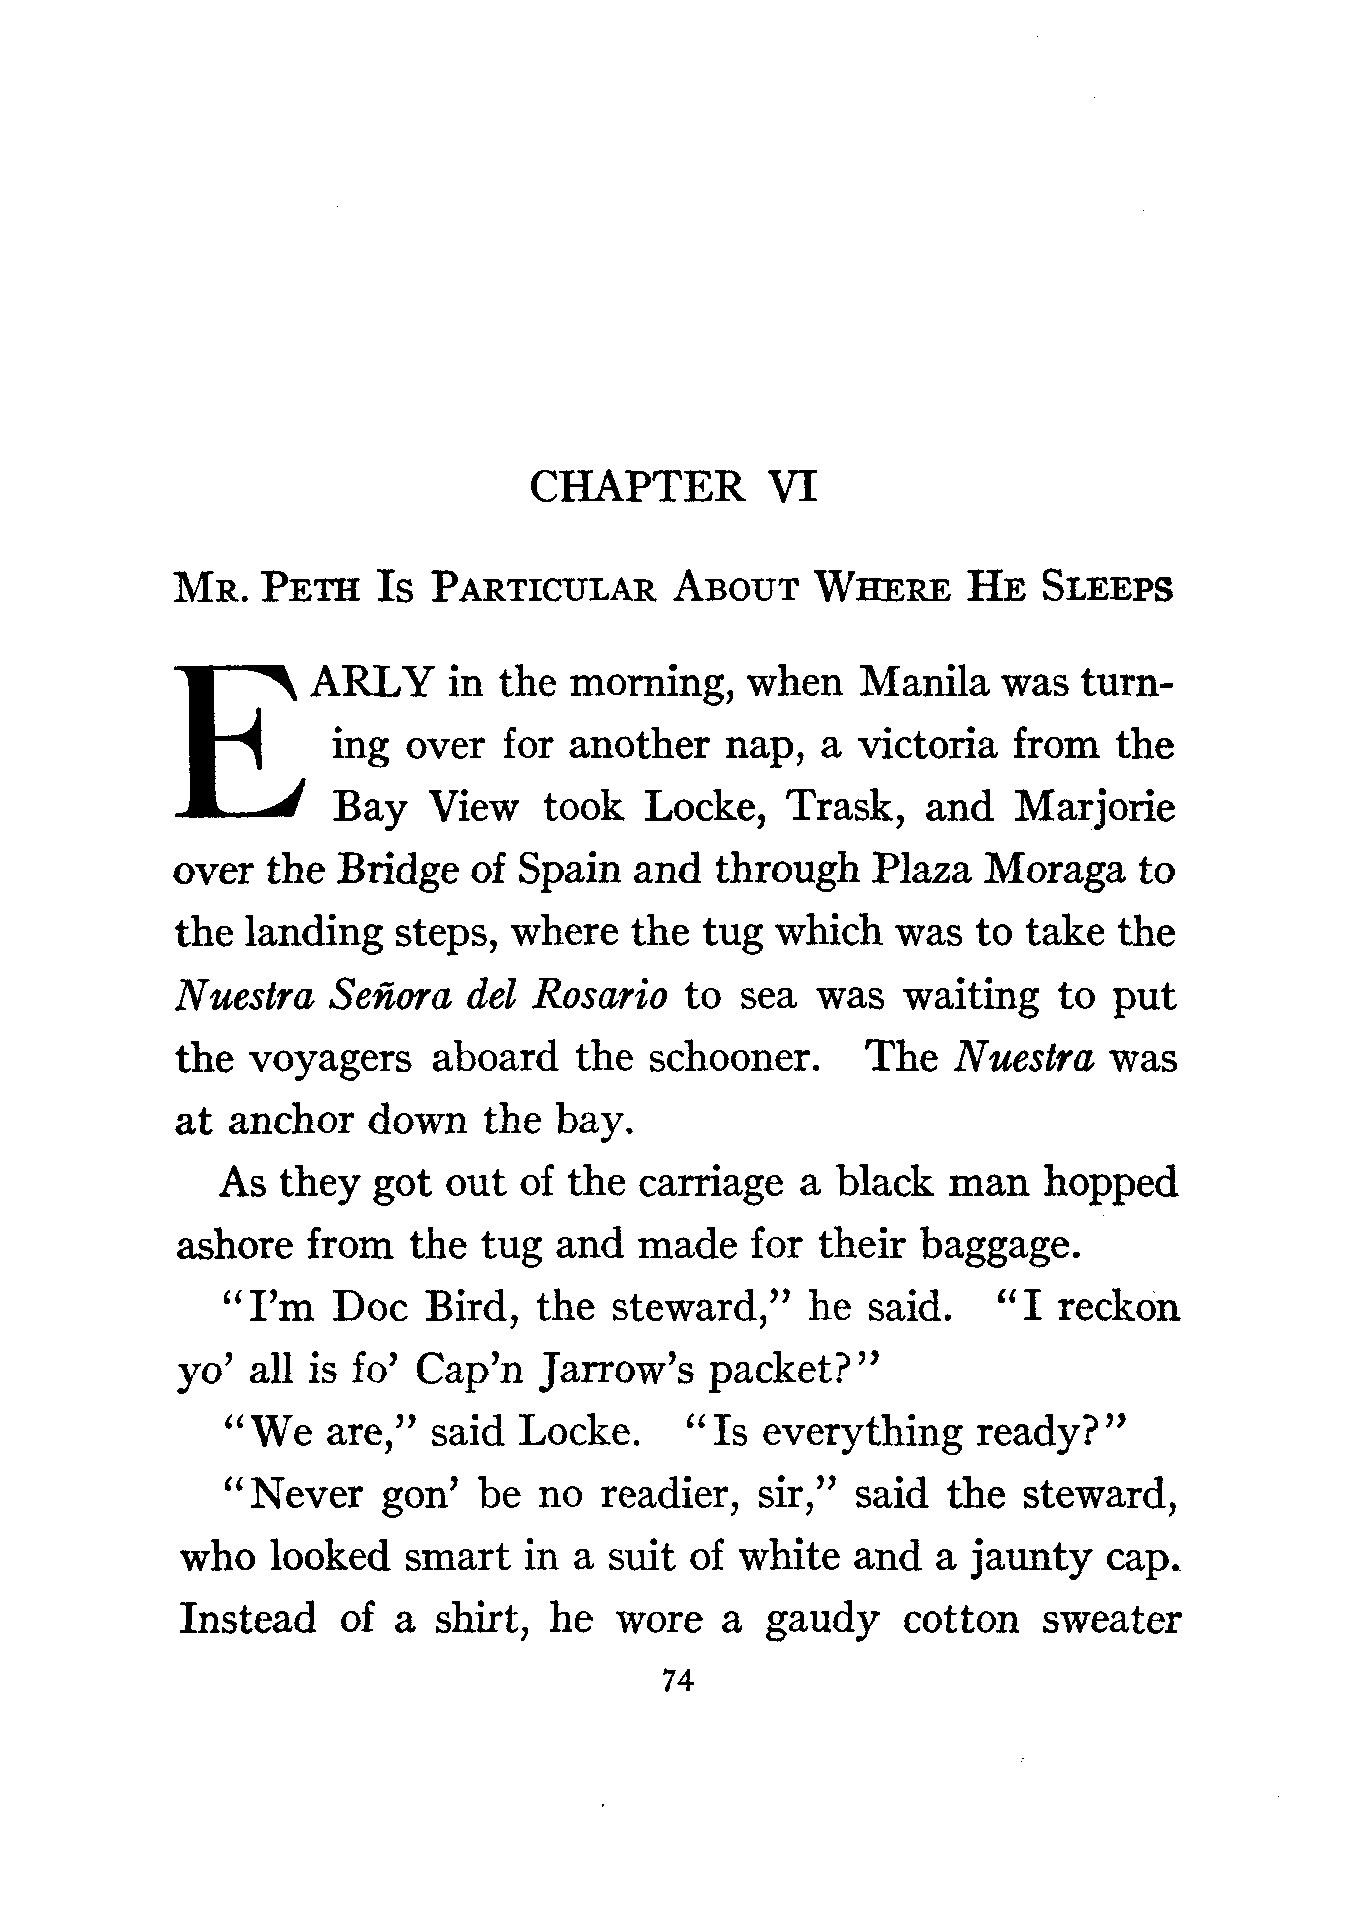 CHAPTER VI
MR. PETH IS PARTICULAR ABOUT WHERE HE SLEEPS
EARLY in the morning, when Manila was turn-
ing over for another nap, a victoria from the
Bay View took Locke, Trask, and Marjorie
over the Bridge of Spain and through Plaza Moraga to
the landing steps, where the tug which was to take the
Nuestra Señora del Rosario to sea was waiting to put
the voyagers aboard the schooner. The Nuestra was
at anchor down the bay.
As they got out of the carriage a black man hopped
ashore from the tug and made for their baggage.
"I'm Doc Bird, the steward," he said. "I reckon
yo' all is fo' Cap'n Jarrow's packet?"
"We are," said Locke. "Is everything ready?"
"Never gon' be no readier, sir," said the steward,
who looked smart in a suit of white and a jaunty cap.
Instead of a shirt, he wore a gaudy cotton sweater
74